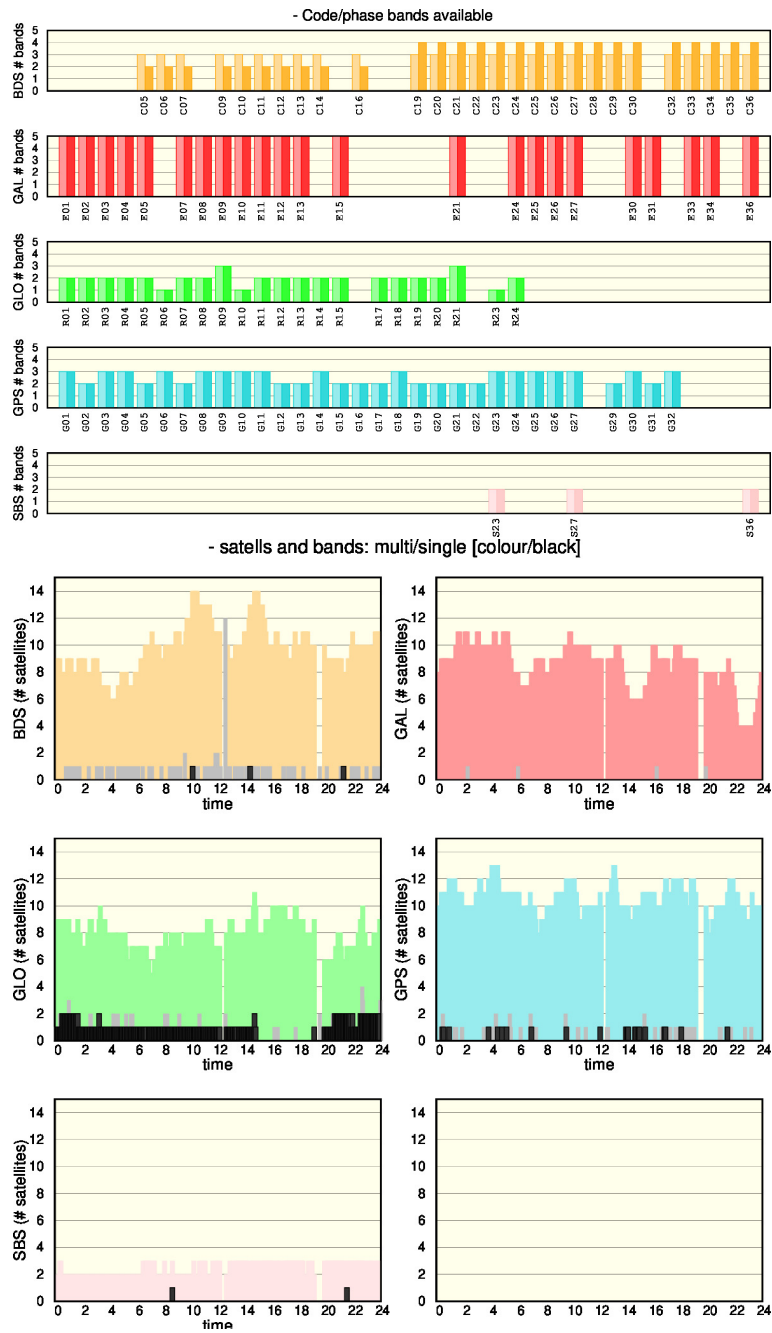 - Code/phase bands available
BDS # bands
5
4
3
2
1
0
C05 C06 C07 C09 C10 C11 C12 C13 C14 C16 C19 C20 C21 C22 C23 C24 C25 C26 C27 C28 C29 C30 C32 C33 C34 C35 C36
GAL # bands
5
4
3
2
1
0
E01 E02 E03 E04 E05 E07 E08 E09 E10 E11 E12 E13 E15 E21 E24 E25 E26 E27 E30 E31 E33 E34 E36
GLO # bands
5
4
3
2
1
0
R01 R02 R03 R04 R05 R06 R07 R08 R09 R10 R11 R12 R13 R14 R15 R17 R18 R19 R20 R21 R23 R24
GPS # bands
5
4
3
2
1
0
G01 G02 G03 G04 G05 G06 G07 G08 G09 G10 G11 G12 G13 G14 G15 G16 G17 G18 G19 G20 G21 G22 G23 G24 G25 G26 G27 G29 G30 G31 G32
SBS # bands
5
4
3
2
1
0
S23 S27 S36
- satells and bands: multi/single [colour/black]
BDS (# satellites)
14
12
10
8
6
4
2
0
0 2 4 6 8 10 12 14 16 18 20 22 24
time
GAL (# satellites)
14
12
10
8
6
4
2
0
0 2 4 6 8 10 12 14 16 18 20 22 24
time
GLO (# satellites)
14
12
10
8
6
4
2
0
0 2 4 6 8 10 12 14 16 18 20 22 24
time
GPS (# satellites)
14
12
10
8
6
4
2
0
0 2 4 6 8 10 12 14 16 18 20 22 24
time
SBS (# satellites)
14
12
10
8
6
4
2
0
0 2 4 6 8 10 12 14 16 18 20 22 24
time
14
12
10
8
6
4
2
0
0 2 4 6 8 10 12 14 16 18 20 22 24